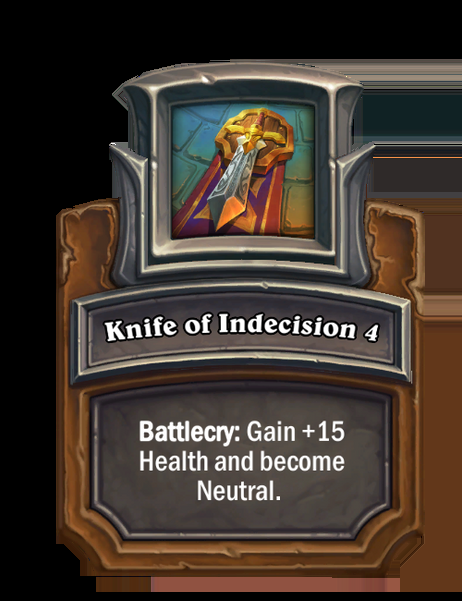 Knife of Indecision 4
Battlecry: Gain +15
Health and become
Neutral.